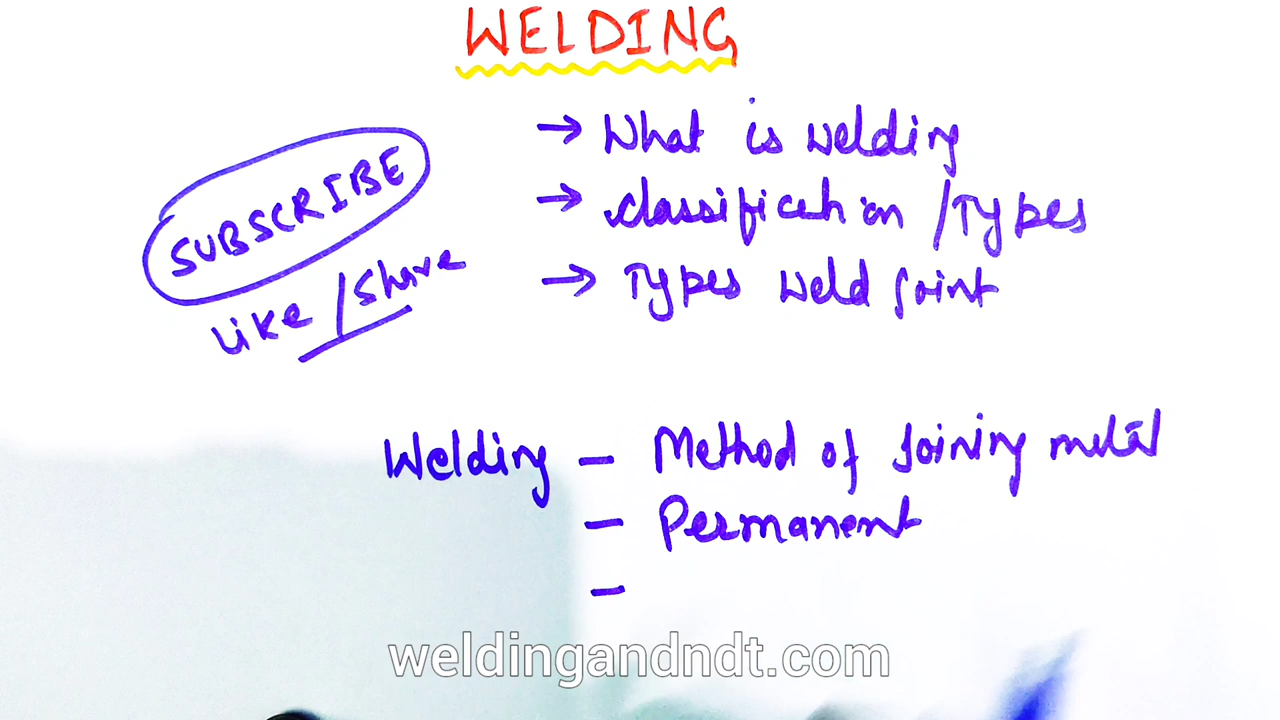 WELDING
→ What is welding
→ classification / Types
→ Types weld joint
SUBSCRIBE
Like / Share
Welding — Method of Joining metal
— Permanent
—
weldingandndt.com